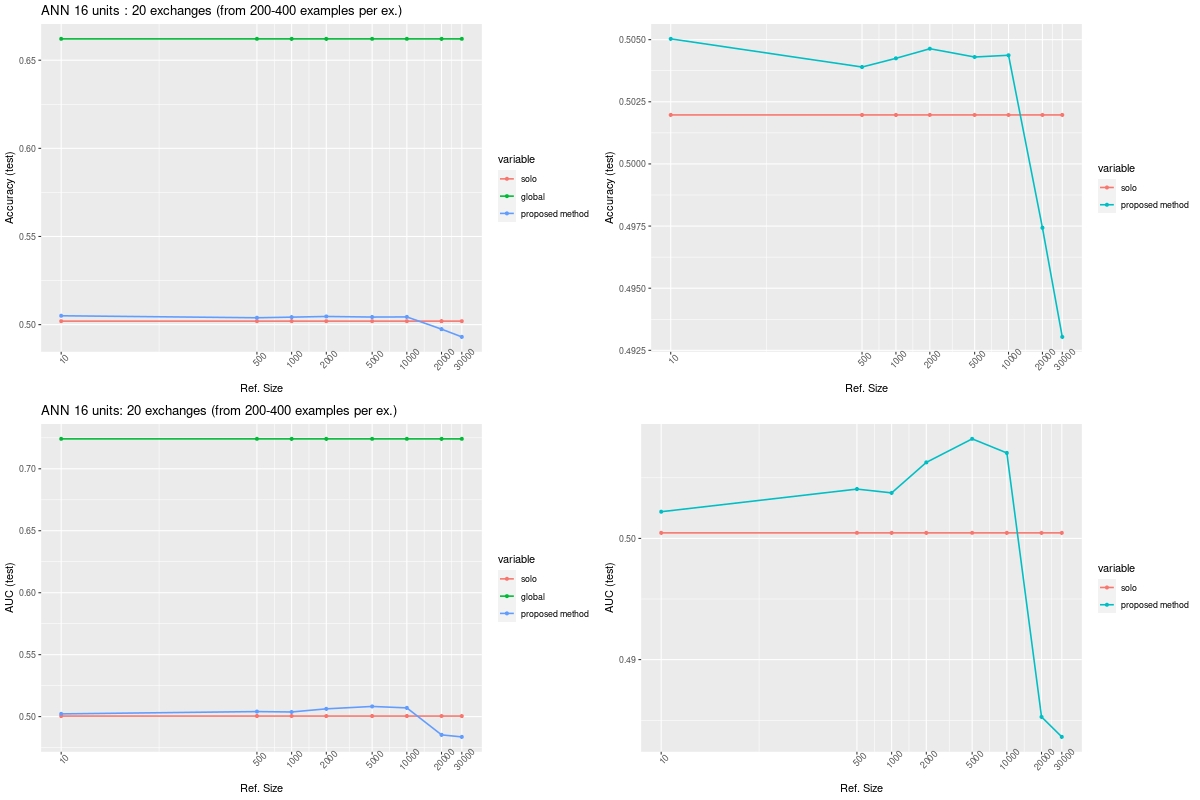 ANN 16 units : 20 exchanges (from 200-400 examples per ex.)
Accuracy (test)
0.65
0.60
0.55
0.50
10
500
1000
2000
5000
10000
20000
30000
Ref. Size
variable
solo
global
proposed method
Accuracy (test)
0.5050
0.5025
0.5000
0.4975
0.4950
0.4925
10
500
1000
2000
5000
10000
20000
30000
Ref. Size
variable
solo
proposed method
ANN 16 units: 20 exchanges (from 200-400 examples per ex.)
AUC (test)
0.70
0.65
0.60
0.55
0.50
10
500
1000
2000
5000
10000
20000
30000
Ref. Size
variable
solo
global
proposed method
AUC (test)
0.50
0.49
10
500
1000
2000
5000
10000
20000
30000
Ref. Size
variable
solo
proposed method